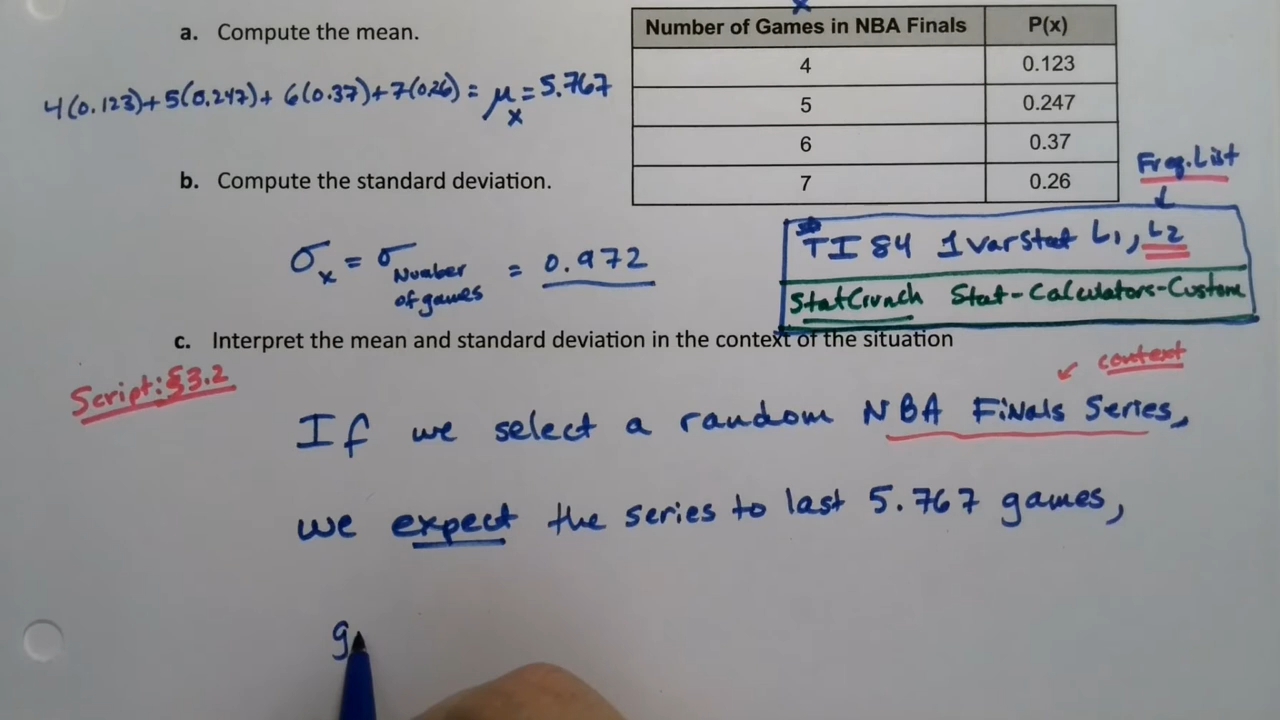 a. Compute the mean.
4(0.123)+5(0.247)+ 6(0.37)+7(0.26) = μx = 5.767
x
Number of Games in NBA Finals P(x)
4 0.123
5 0.247
6 0.37
7 0.26
b. Compute the standard deviation.
σx = σ Number of games = 0.972
Freq. List
TI 84 1 Var Stat L1, L2
StatCrunch Stat-Calculators-Custom
c. Interpret the mean and standard deviation in the context of the situation
Script: §3.2
context
If we select a random NBA Finals Series,
we expect the series to last 5.767 games,
g